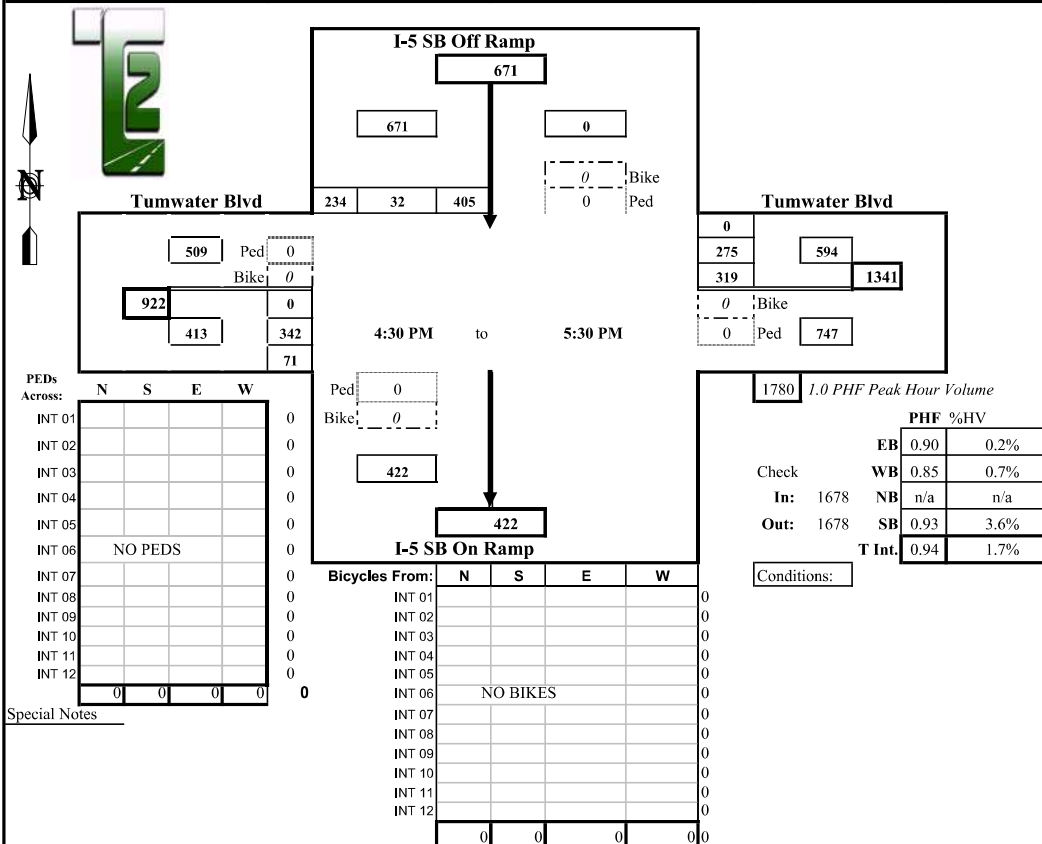 T2
I-5 SB Off Ramp
671
671 0
0 Bike
0 Ped
N
Tumwater Blvd
234 32 405
Tumwater Blvd
0
509 Ped 0
275 594
Bike 0
319 1341
922 0
0 Bike
413 342
4:30 PM to 5:30 PM
0 Ped 747
71
PEDs Across: N S E W
Ped 0
1780 1.0 PHF Peak Hour Volume
Bike 0
PHF %HV
EB 0.90 0.2%
422
Check WB 0.85 0.7%
In: 1678 NB n/a n/a
422
Out: 1678 SB 0.93 3.6%
I-5 SB On Ramp
T Int. 0.94 1.7%
Conditions:
INT 01 0
INT 02 0
INT 03 0
INT 04 0
INT 05 0
INT 06 NO PEDS 0
INT 07 0
INT 08 0
INT 09 0
INT 10 0
INT 11 0
INT 12 0
0 0 0 0 0
Special Notes
Bicycles From: N S E W
INT 01 0
INT 02 0
INT 03 0
INT 04 0
INT 05 0
INT 06 NO BIKES 0
INT 07 0
INT 08 0
INT 09 0
INT 10 0
INT 11 0
INT 12 0
0 0 0 0 0